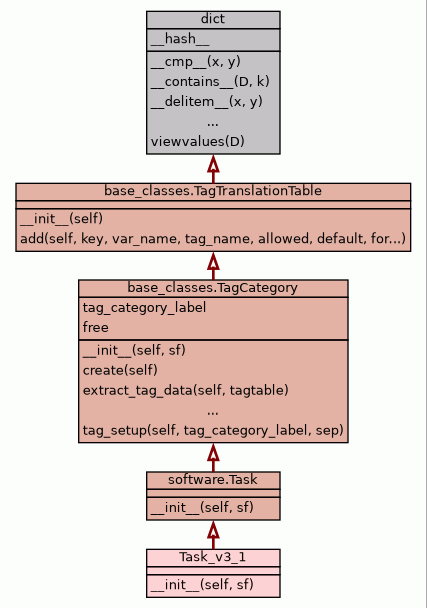 dict
__hash__
__cmp__(x, y)
__contains__(D, k)
__delitem__(x, y)
...
viewvalues(D)
base_classes.TagTranslationTable
__init__(self)
add(self, key, var_name, tag_name, allowed, default, for...)
base_classes.TagCategory
tag_category_label
free
__init__(self, sf)
create(self)
extract_tag_data(self, tagtable)
...
tag_setup(self, tag_category_label, sep)
software.Task
__init__(self, sf)
Task_v3_1
__init__(self, sf)